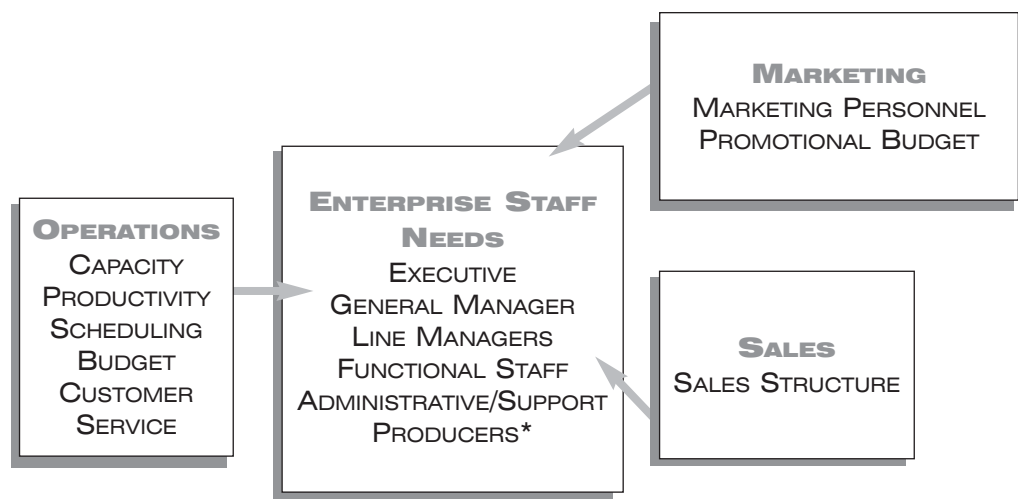 OPERATIONS
CAPACITY
PRODUCTIVITY
SCHEDULING
BUDGET
CUSTOMER
SERVICE
ENTERPRISE STAFF
NEEDS
EXECUTIVE
GENERAL MANAGER
LINE MANAGERS
FUNCTIONAL STAFF
ADMINISTRATIVE/SUPPORT
PRODUCERS*
MARKETING
MARKETING PERSONNEL
PROMOTIONAL BUDGET
SALES
SALES STRUCTURE